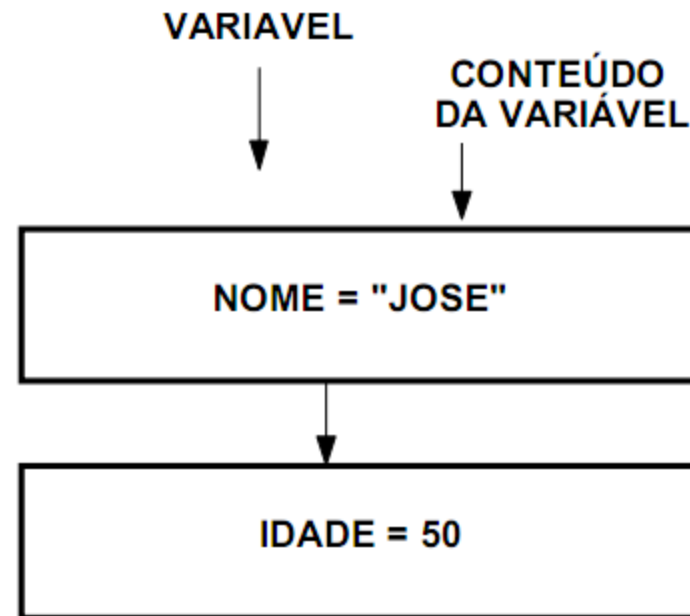 VARIAVEL
CONTEÚDO
DA VARIÁVEL
NOME = "JOSE"
IDADE = 50